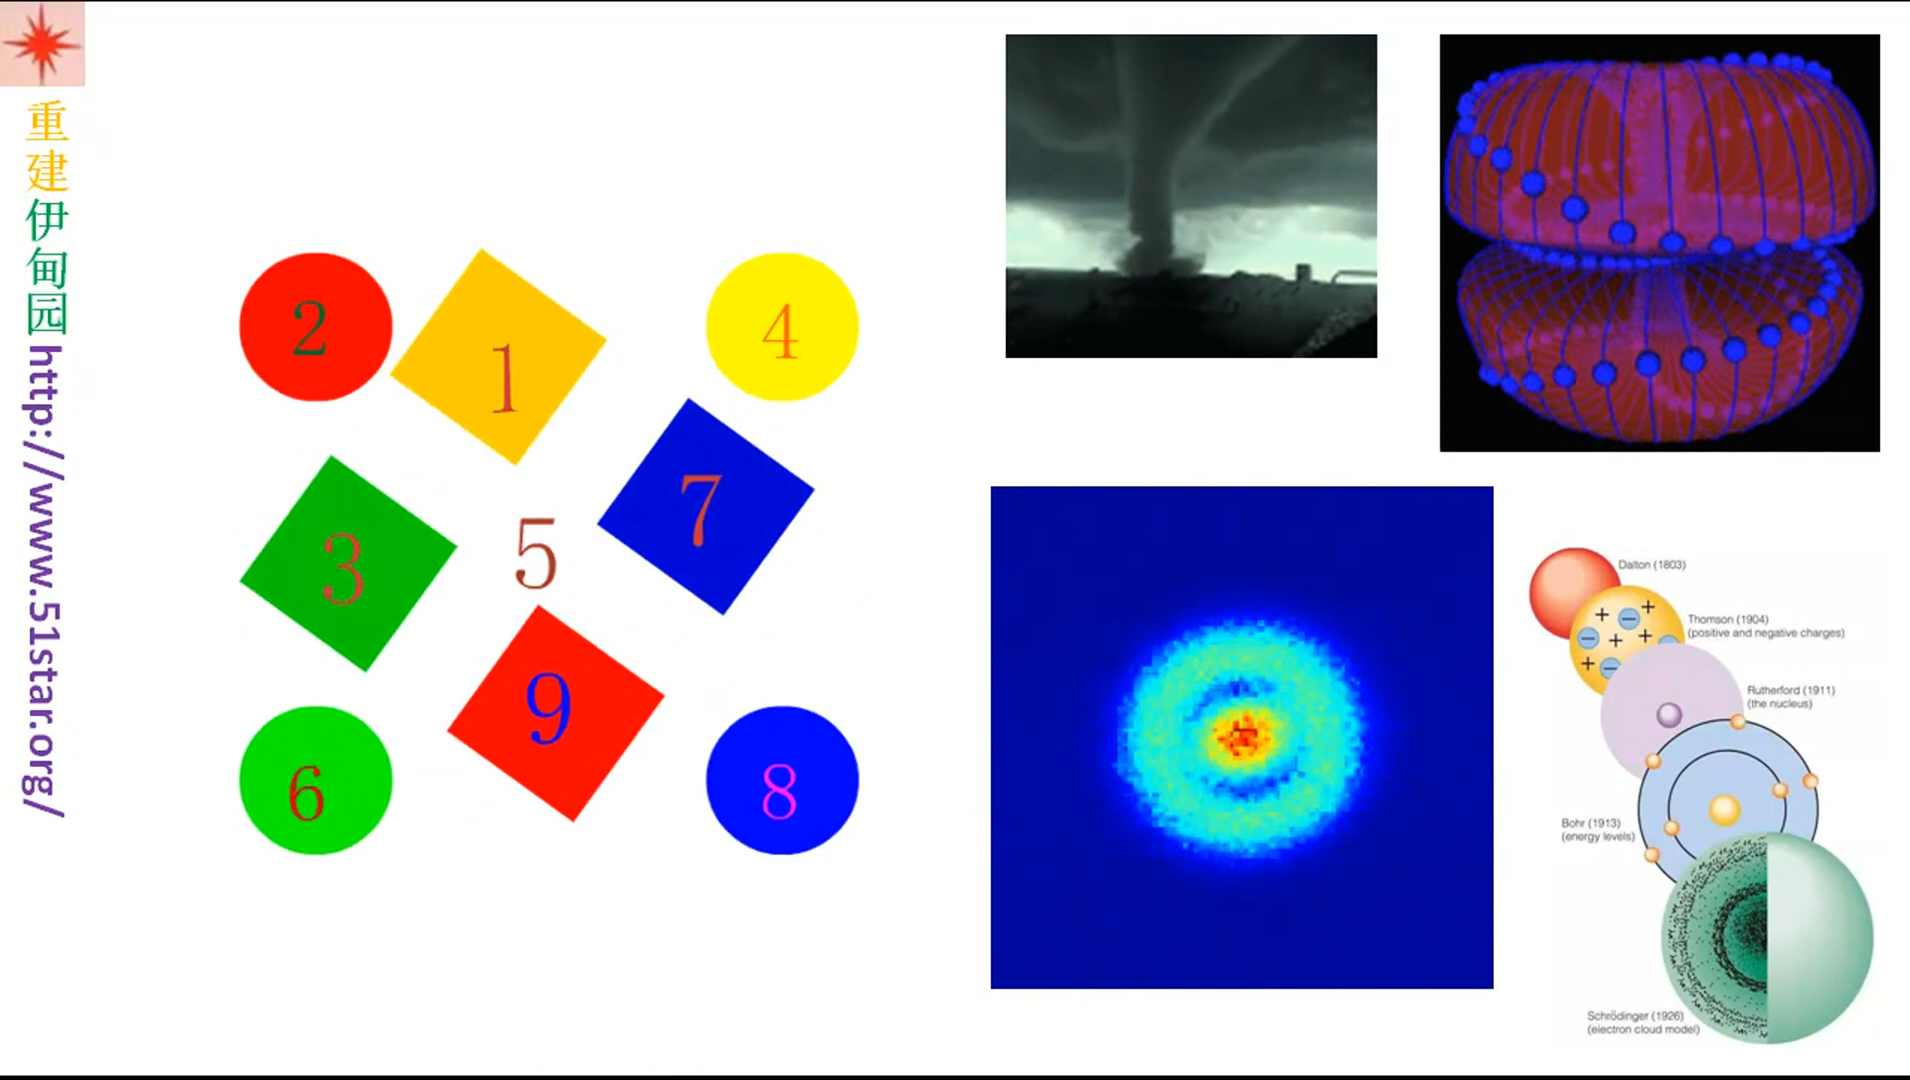 重建伊甸园 http://www.51star.org/
2
1
4
7
3
5
9
6
8
Dalton (1803)
Thomson (1904)
(positive and negative charges)
Rutherford (1911)
(the nucleus)
Bohr (1913)
(energy levels)
Schrödinger (1926)
(electron cloud model)